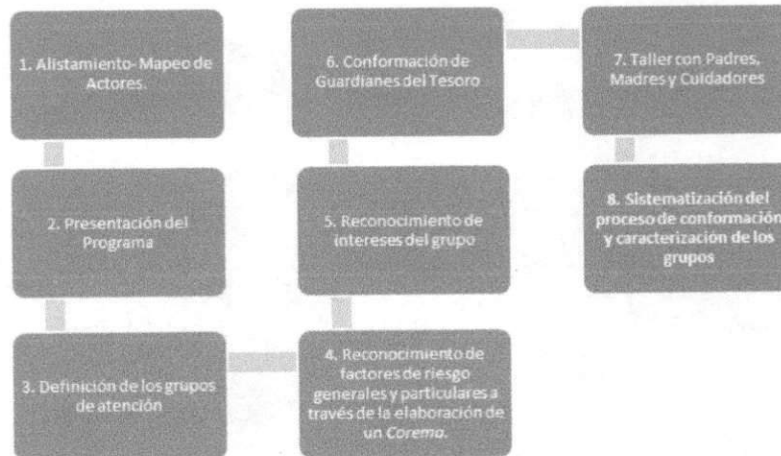 1. Alistamiento- Mapeo de
Actores.
2. Presentación del
Programa
3. Definición de los grupos
de atención
4. Reconocimiento de
factores de riesgo
generales y particulares a
través de la elaboración de
un Corema.
5. Reconocimiento de
intereses del grupo
6. Conformación de
Guardianes del Tesoro
7. Taller con Padres,
Madres y Cuidadores
8. Sistematización del
proceso de conformación
y caracterización de los
grupos